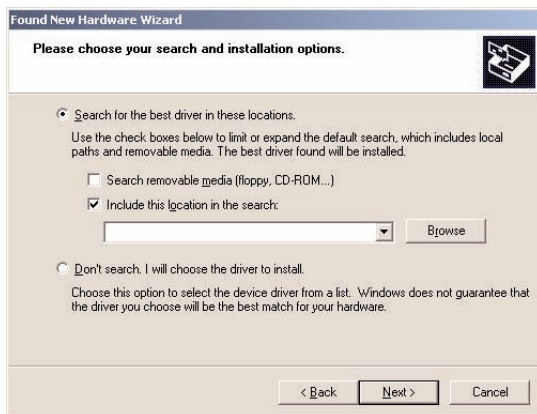 Found New Hardware Wizard
Please choose your search and installation options.
Search for the best driver in these locations.
Use the check boxes below to limit or expand the default search, which includes local
paths and removable media. The best driver found will be installed.
Search removable media (floppy, CD-ROM...)
Include this location in the search:
Browse
Don't search. I will choose the driver to install.
Choose this option to select the device driver from a list. Windows does not guarantee that
the driver you choose will be the best match for your hardware.
< Back
Next >
Cancel